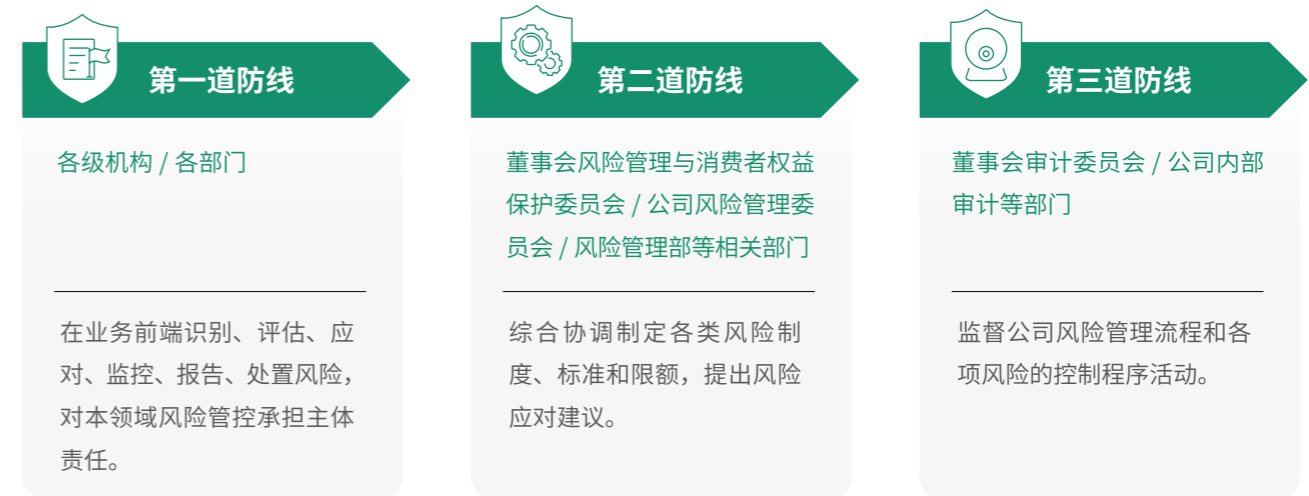 第一道防线
各级机构 / 各部门
在业务前端识别、评估、应
对、监控、报告、处置风险，
对本领域风险管控承担主体
责任。
第二道防线
董事会风险管理与消费者权益
保护委员会 / 公司风险管理委
员会 / 风险管理部等相关部门
综合协调制定各类风险制
度、标准和限额，提出风险
应对建议。
第三道防线
董事会审计委员会 / 公司内部
审计等部门
监督公司风险管理流程和各
项风险的控制程序活动。